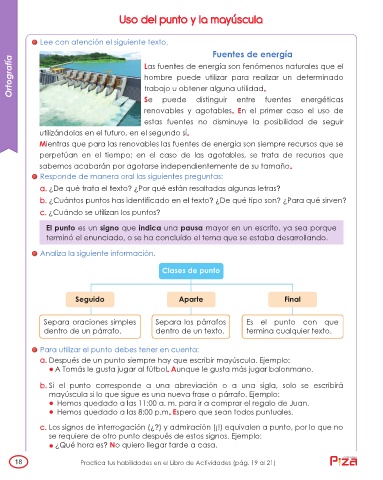 Uso del punto y la mayúscula
Ortografía
Lee con atención el siguiente texto.
Fuentes de energía
Las fuentes de energía son fenómenos naturales que el
hombre puede utilizar para realizar un determinado
trabajo u obtener alguna utilidad.
Se puede distinguir entre fuentes energéticas
renovables y agotables. En el primer caso el uso de
estas fuentes no disminuye la posibilidad de seguir
utilizándolas en el futuro, en el segundo sí.
Mientras que para las renovables las fuentes de energía son siempre recursos que se
perpetúan en el tiempo; en el caso de las agotables, se trata de recursos que
sabemos acabarán por agotarse independientemente de su tamaño.
Responde de manera oral las siguientes preguntas:
a. ¿De qué trata el texto? ¿Por qué están resaltadas algunas letras?
b. ¿Cuántos puntos has identificado en el texto? ¿De qué tipo son? ¿Para qué sirven?
c. ¿Cuándo se utilizan los puntos?
El punto es un signo que indica una pausa mayor en un escrito, ya sea porque
terminó el enunciado, o se ha concluido el tema que se estaba desarrollando.
Analiza la siguiente información.
Clases de punto
Seguido Aparte Final
Separa oraciones simples Separa los párrafos Es el punto con que
dentro de un párrafo. dentro de un texto. termina cualquier texto.
Para utilizar el punto debes tener en cuenta:
a. Después de un punto siempre hay que escribir mayúscula. Ejemplo:
A Tomás le gusta jugar al fútbol. Aunque le gusta más jugar balonmano.
b. Si el punto corresponde a una abreviación o a una sigla, solo se escribirá
mayúscula si lo que sigue es una nueva frase o párrafo. Ejemplo:
Hemos quedado a las 11:00 a. m. para ir a comprar el regalo de Juan.
Hemos quedado a las 8:00 p.m. Espero que sean todos puntuales.
c. Los signos de interrogación (¿?) y admiración (¡!) equivalen a punto, por lo que no
se requiere de otro punto después de estos signos. Ejemplo:
¿Qué hora es? No quiero llegar tarde a casa.
18 Practica tus habilidades en el Libro de Actividades (pág. 19 al 21)